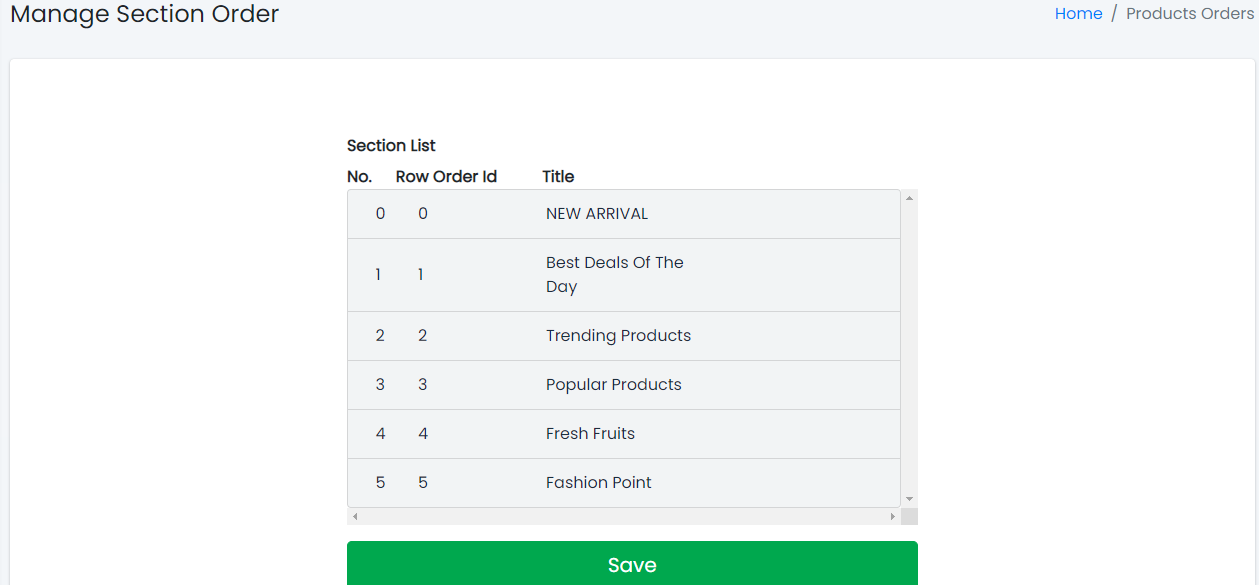 Manage Section Order
Home / Products Orders
Section List
No. Row Order Id Title
0 0 NEW ARRIVAL
1 1 Best Deals Of The
Day
2 2 Trending Products
3 3 Popular Products
4 4 Fresh Fruits
5 5 Fashion Point
Save